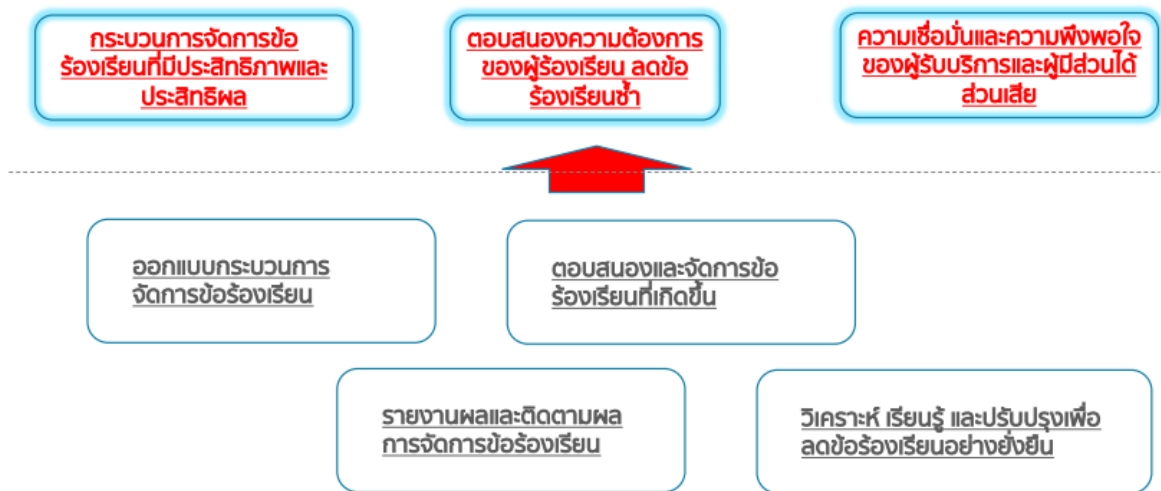 กระบวนการจัดการข้อ
ร้องเรียนที่มีประสิทธิภาพและ
ประสิทธิผล
ตอบสนองความต้องการ
ของผู้ร้องเรียน ลดข้อ
ร้องเรียนซ้ำ
ความเชื่อมั่นและความพึงพอใจ
ของผู้รับบริการและผู้มีส่วนได้
ส่วนเสีย
ออกแบบกระบวนการ
จัดการข้อร้องเรียน
ตอบสนองและจัดการข้อ
ร้องเรียนที่เกิดขึ้น
รายงานผลและติดตามผล
การจัดการข้อร้องเรียน
วิเคราะห์ เรียนรู้ และปรับปรุงเพื่อ
ลดข้อร้องเรียนอย่างยั่งยืน